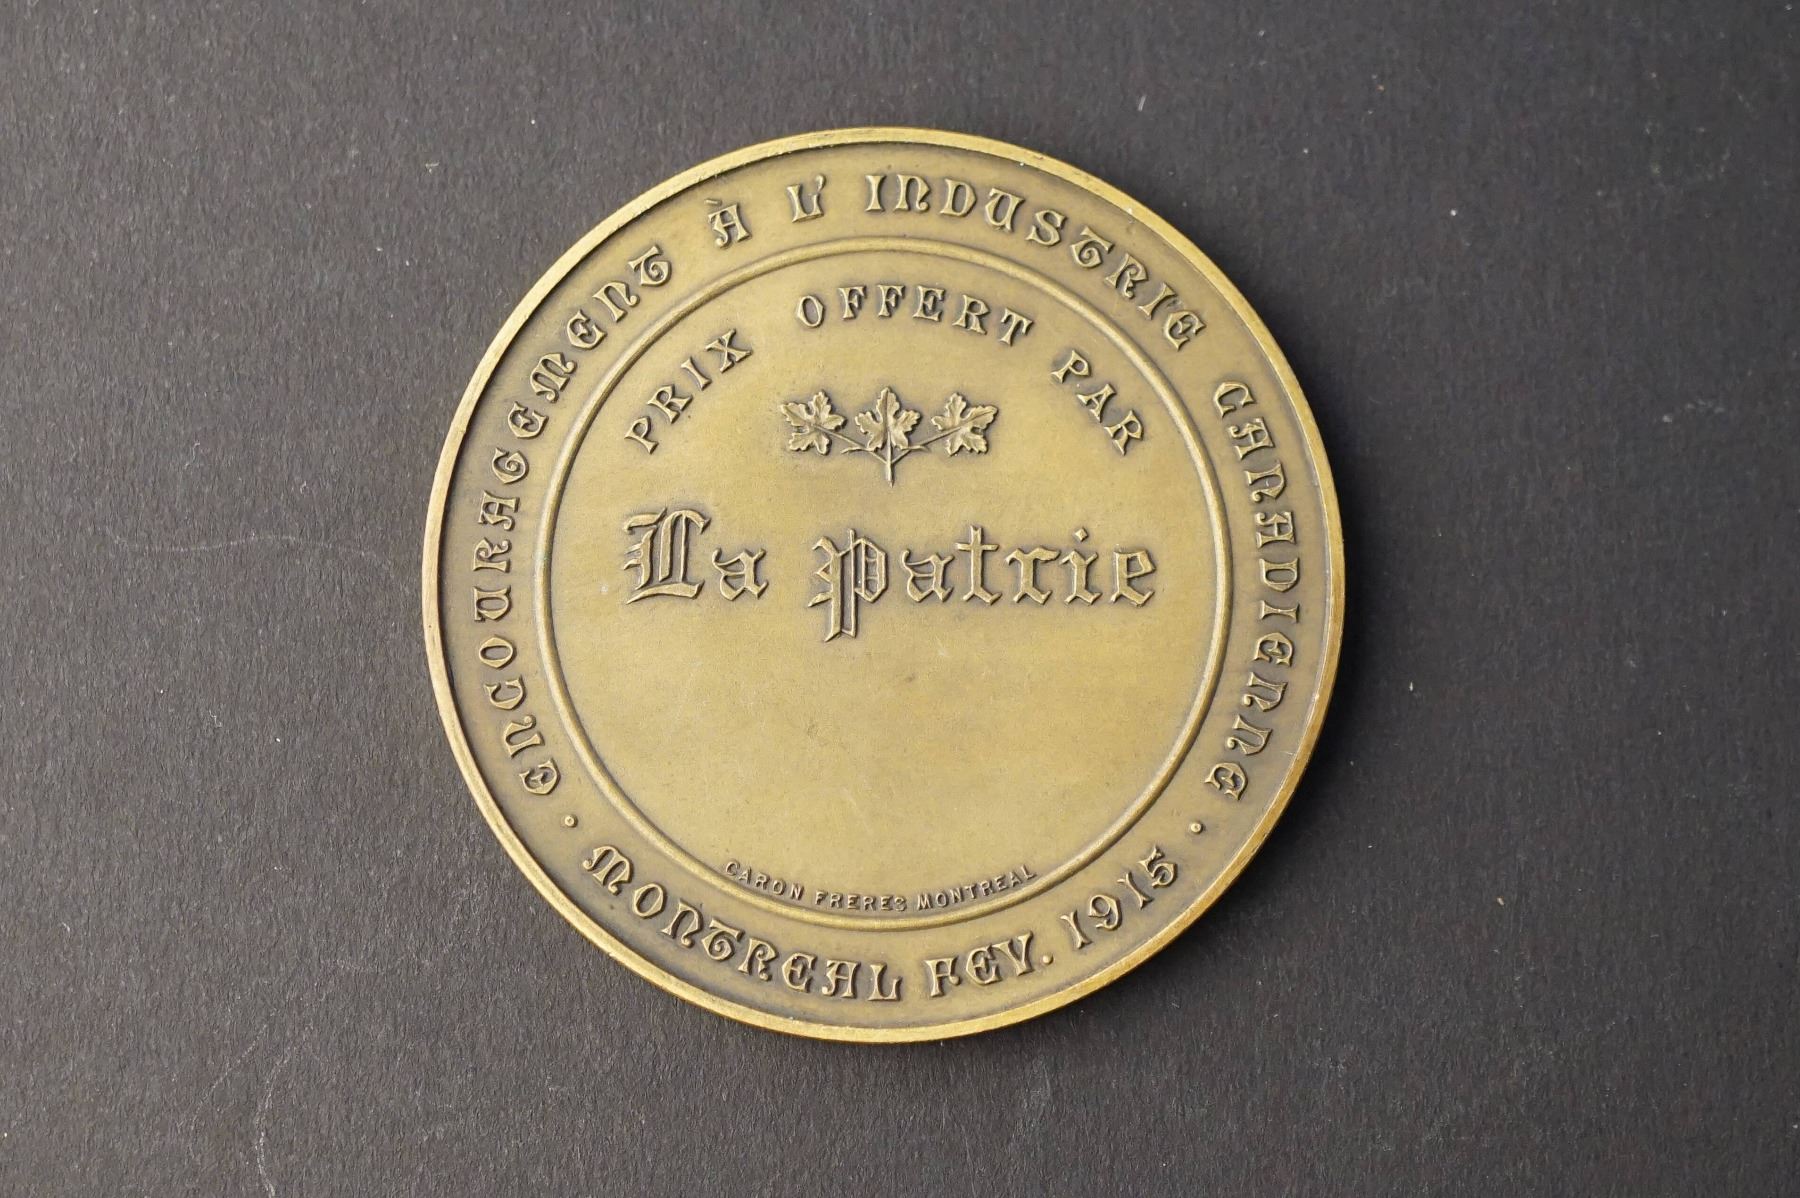 ENCOURAGEMENT À L'INDUSTRIE CANADIENNE
PRIX OFFERT PAR
La patrie
CARON FRERES MONTREAL
MONTREAL FEV. 1915